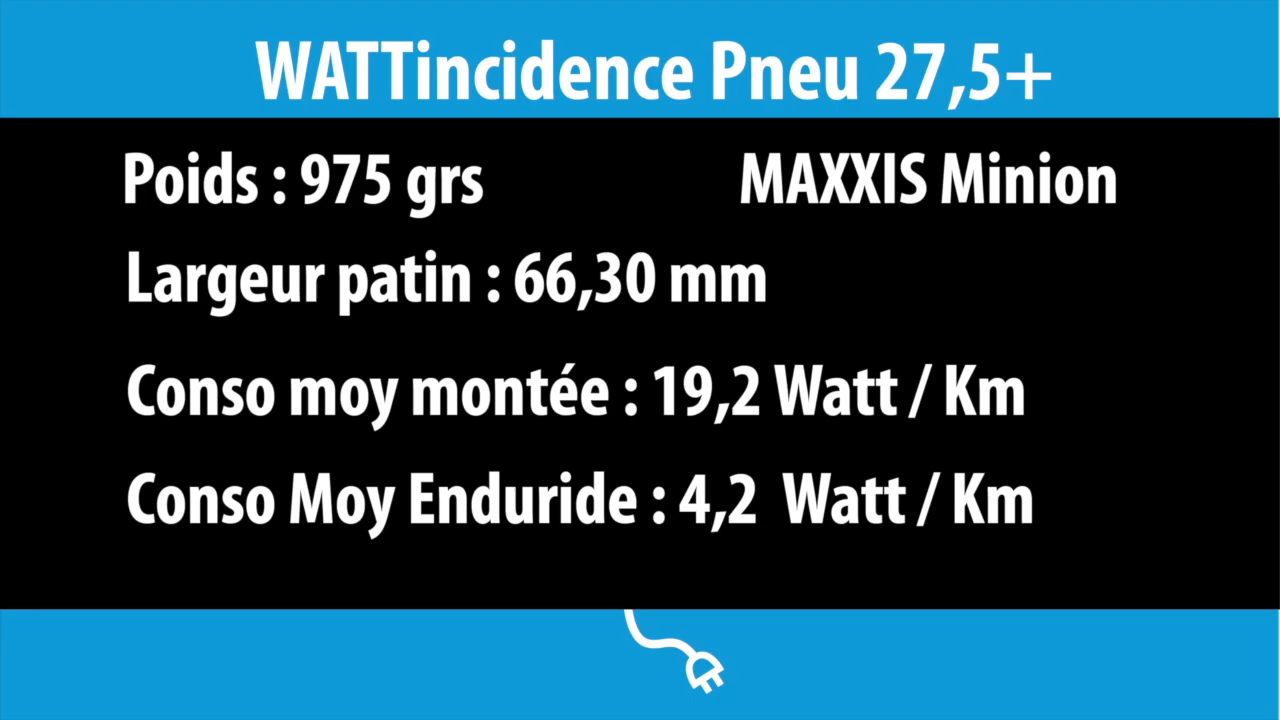 WATTincidence Pneu 27,5+
Poids : 975 grs MAXXIS Minion
Largeur patin : 66,30 mm
Conso moy montée : 19,2 Watt / Km
Conso Moy Enduride : 4,2 Watt / Km